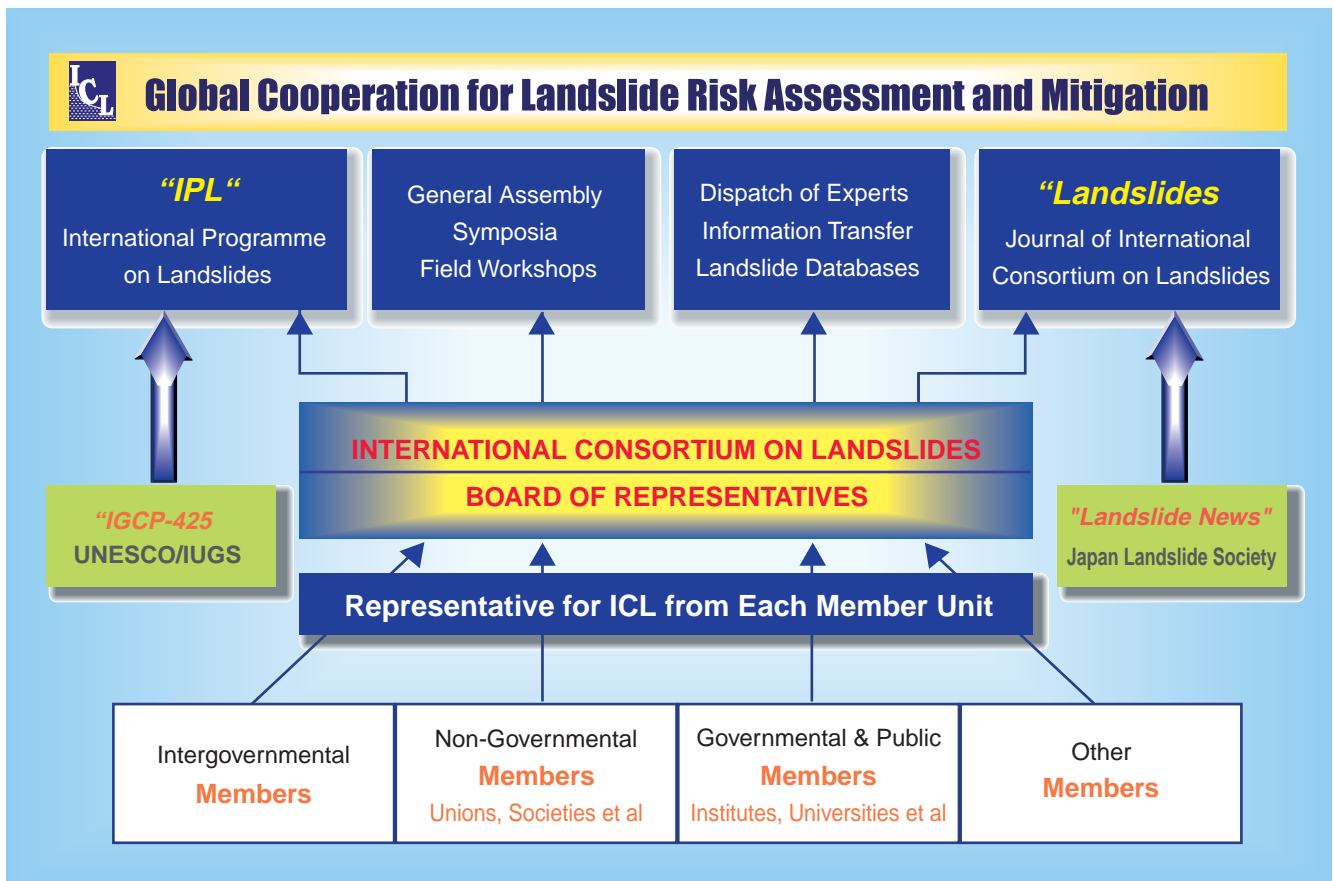 ICL
Global Cooperation for Landslide Risk Assessment and Mitigation
“IPL“
International Programme
on Landslides
General Assembly
Symposia
Field Workshops
Dispatch of Experts
Information Transfer
Landslide Databases
“Landslides
Journal of International
Consortium on Landslides
INTERNATIONAL CONSORTIUM ON LANDSLIDES
BOARD OF REPRESENTATIVES
“IGCP-425
UNESCO/IUGS
"Landslide News"
Japan Landslide Society
Representative for ICL from Each Member Unit
Intergovernmental
Members
Non-Governmental
Members
Unions, Societies et al
Governmental & Public
Members
Institutes, Universities et al
Other
Members